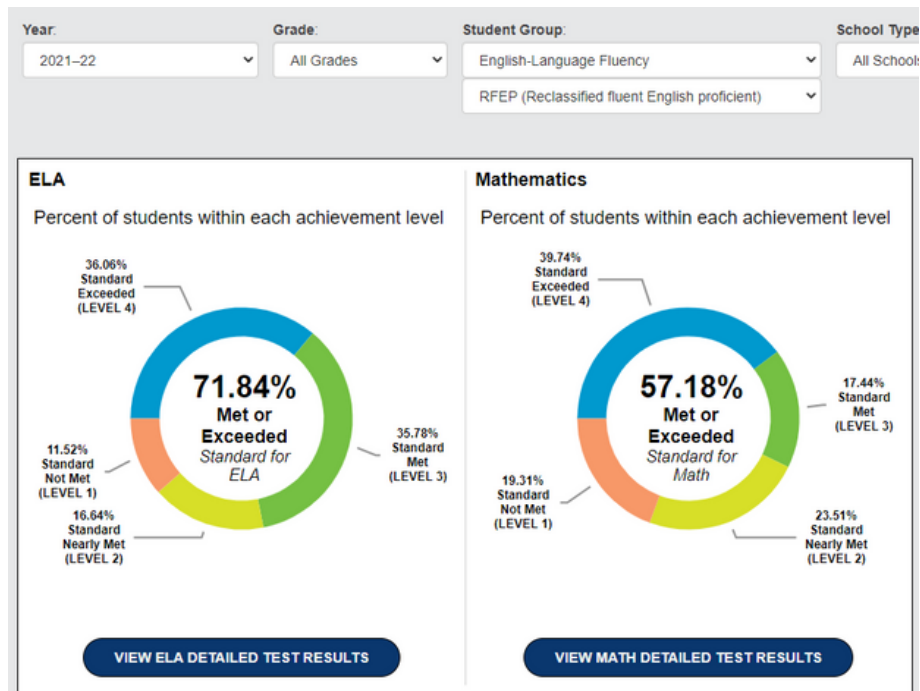 Year:
Grade:
Student Group:
School Type
2021–22
All Grades
English-Language Fluency
All Schools
RFEP (Reclassified fluent English proficient)
ELA
Percent of students within each achievement level
36.06%
Standard
Exceeded
(LEVEL 4)
71.84%
Met or
Exceeded
Standard for
ELA
35.78%
Standard
Met
(LEVEL 3)
11.52%
Standard
Not Met
(LEVEL 1)
16.64%
Standard
Nearly Met
(LEVEL 2)
VIEW ELA DETAILED TEST RESULTS
Mathematics
Percent of students within each achievement level
39.74%
Standard
Exceeded
(LEVEL 4)
57.18%
Met or
Exceeded
Standard for
Math
17.44%
Standard
Met
(LEVEL 3)
19.31%
Standard
Not Met
(LEVEL 1)
23.51%
Standard
Nearly Met
(LEVEL 2)
VIEW MATH DETAILED TEST RESULTS